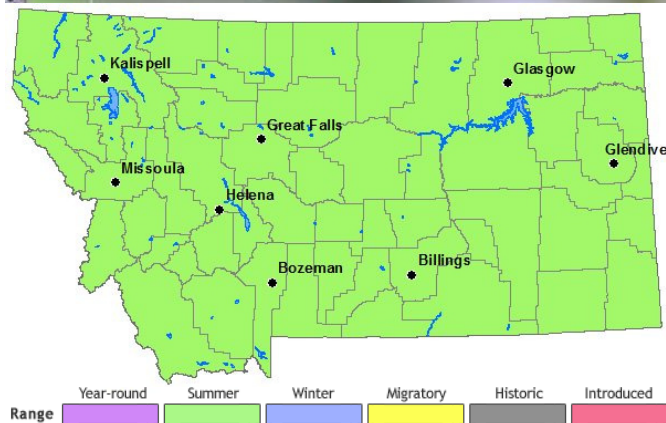 Kalispell
Glasgow
Great Falls
Glendive
Missoula
Helena
Bozeman
Billings
Year-round Summer Winter Migratory Historic Introduced
Range